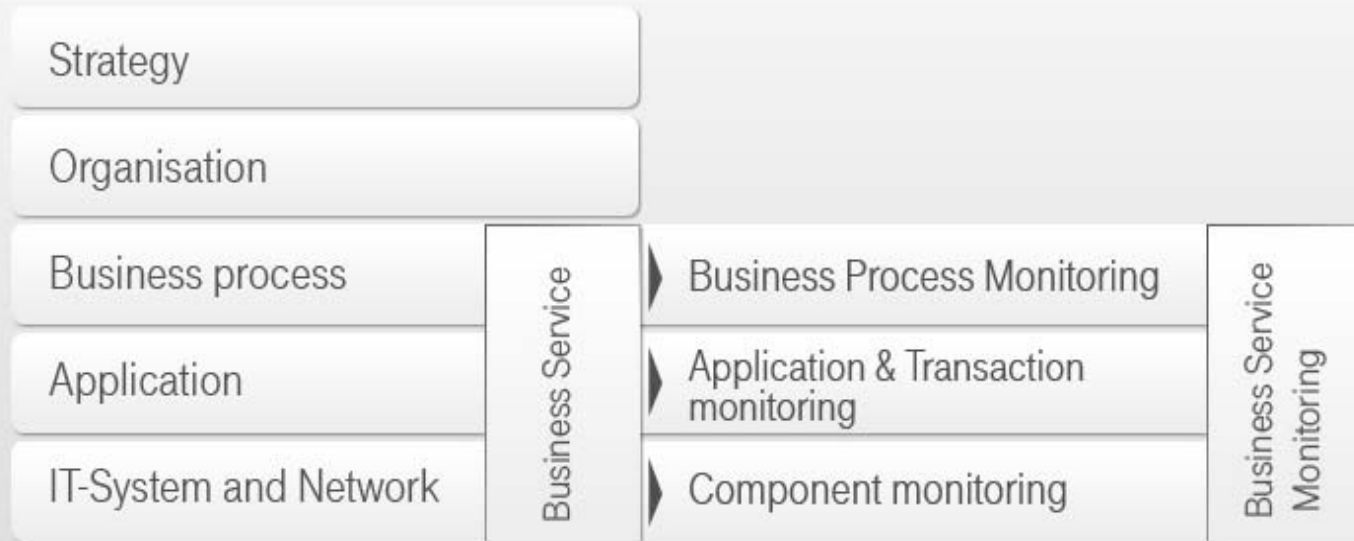 Strategy
Organisation
Business process
Application
IT-System and Network
Business Service
Business Process Monitoring
Application & Transaction
monitoring
Component monitoring
Business Service
Monitoring